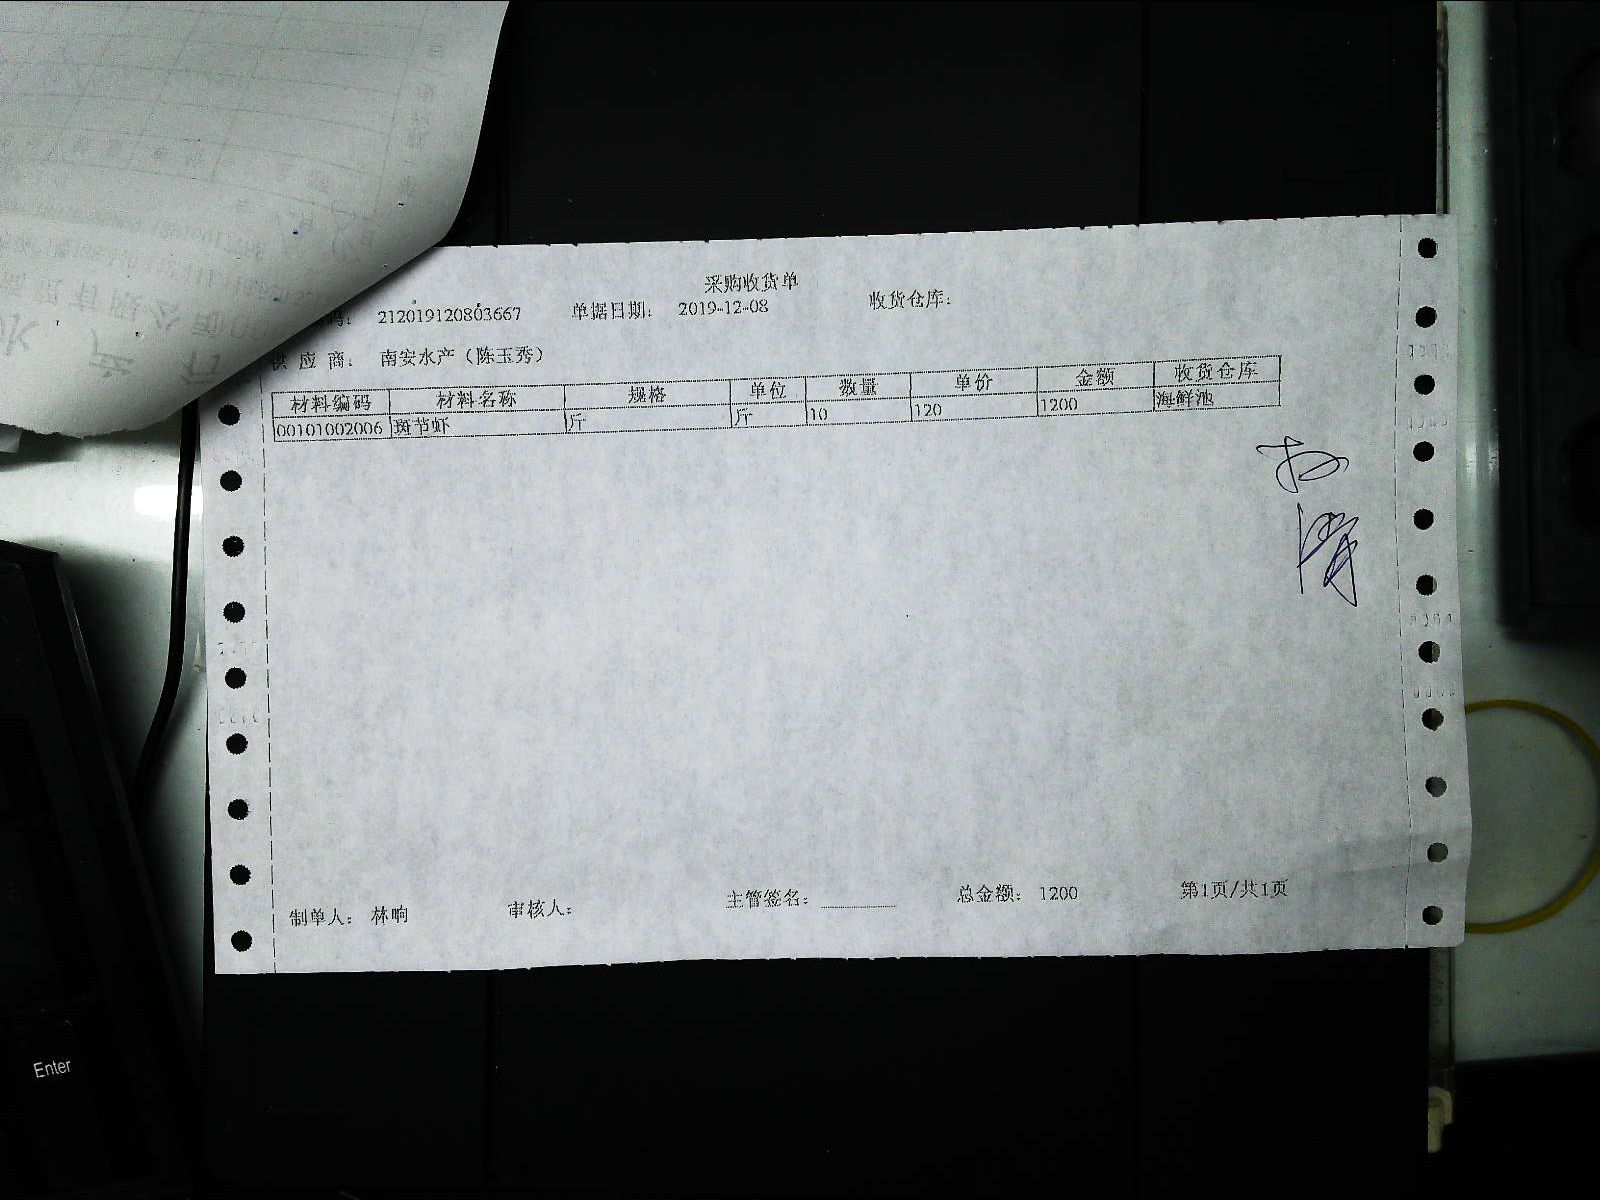 采购收货单
码: 212019120803667 单据日期: 2019-12-08 收货仓库:
供应商: 南安水产(陈玉秀)
材料编码 材料名称 规格 单位 数量 单价 金额 收货仓库
00101002006 斑节虾 斤 斤 10 120 1200 海鲜池
制单人: 林响 审核人: 主管签名: 总金额: 1200 第1页/共1页
Enter